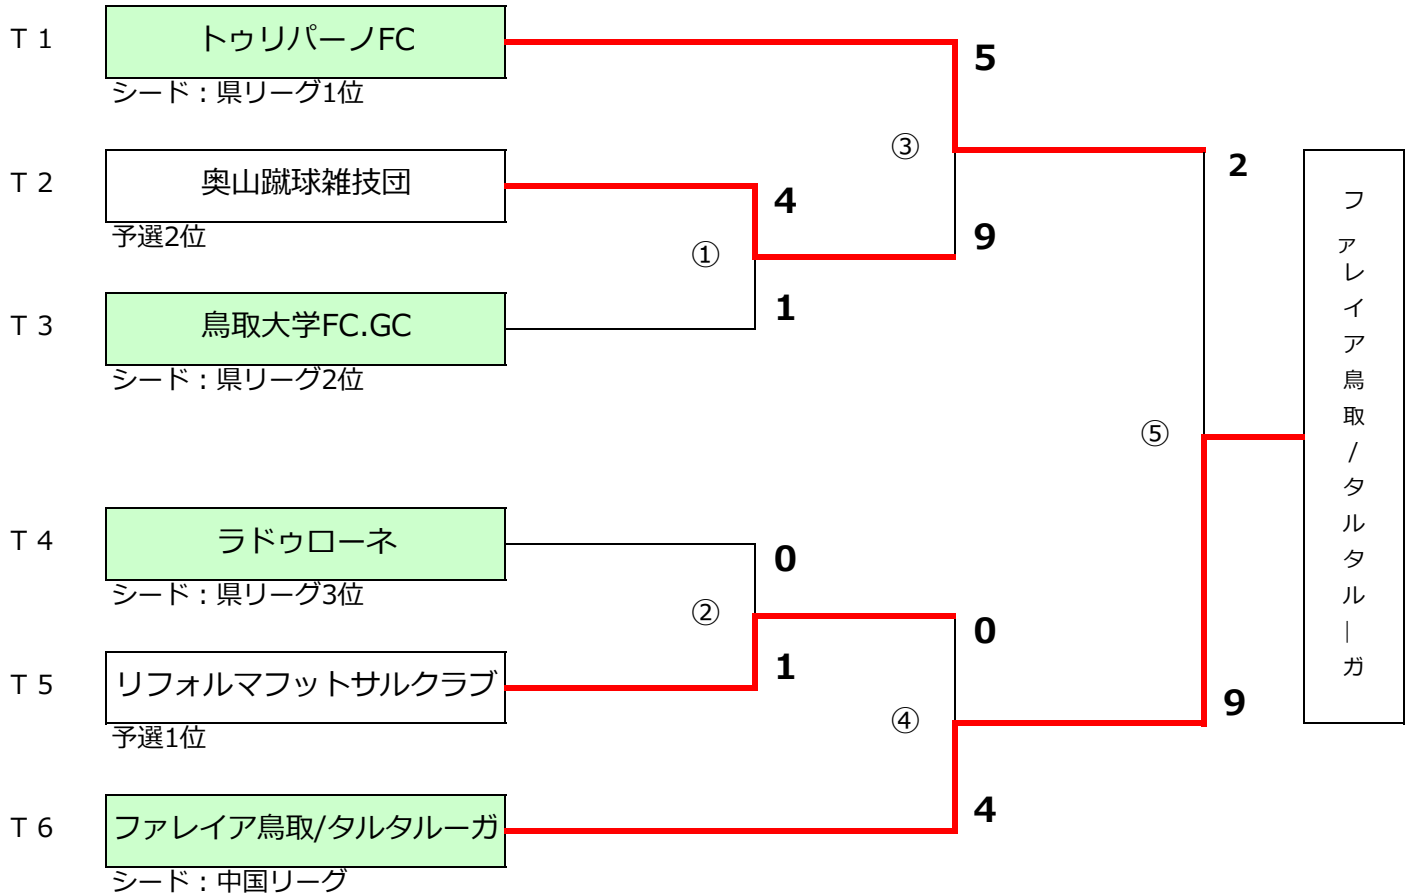 T 1
トゥリパーノFC
シード：県リーグ1位
5
③
T 2
奥山蹴球雑技団
予選2位
4
①
9
2
T 3
鳥取大学FC.GC
シード：県リーグ2位
1
⑤
ファレイア鳥取/タルタル｜ガ
T 4
ラドゥローネ
シード：県リーグ3位
0
②
0
T 5
リフォルマフットサルクラブ
予選1位
1
④
9
T 6
ファレイア鳥取/タルタルーガ
シード：中国リーグ
4